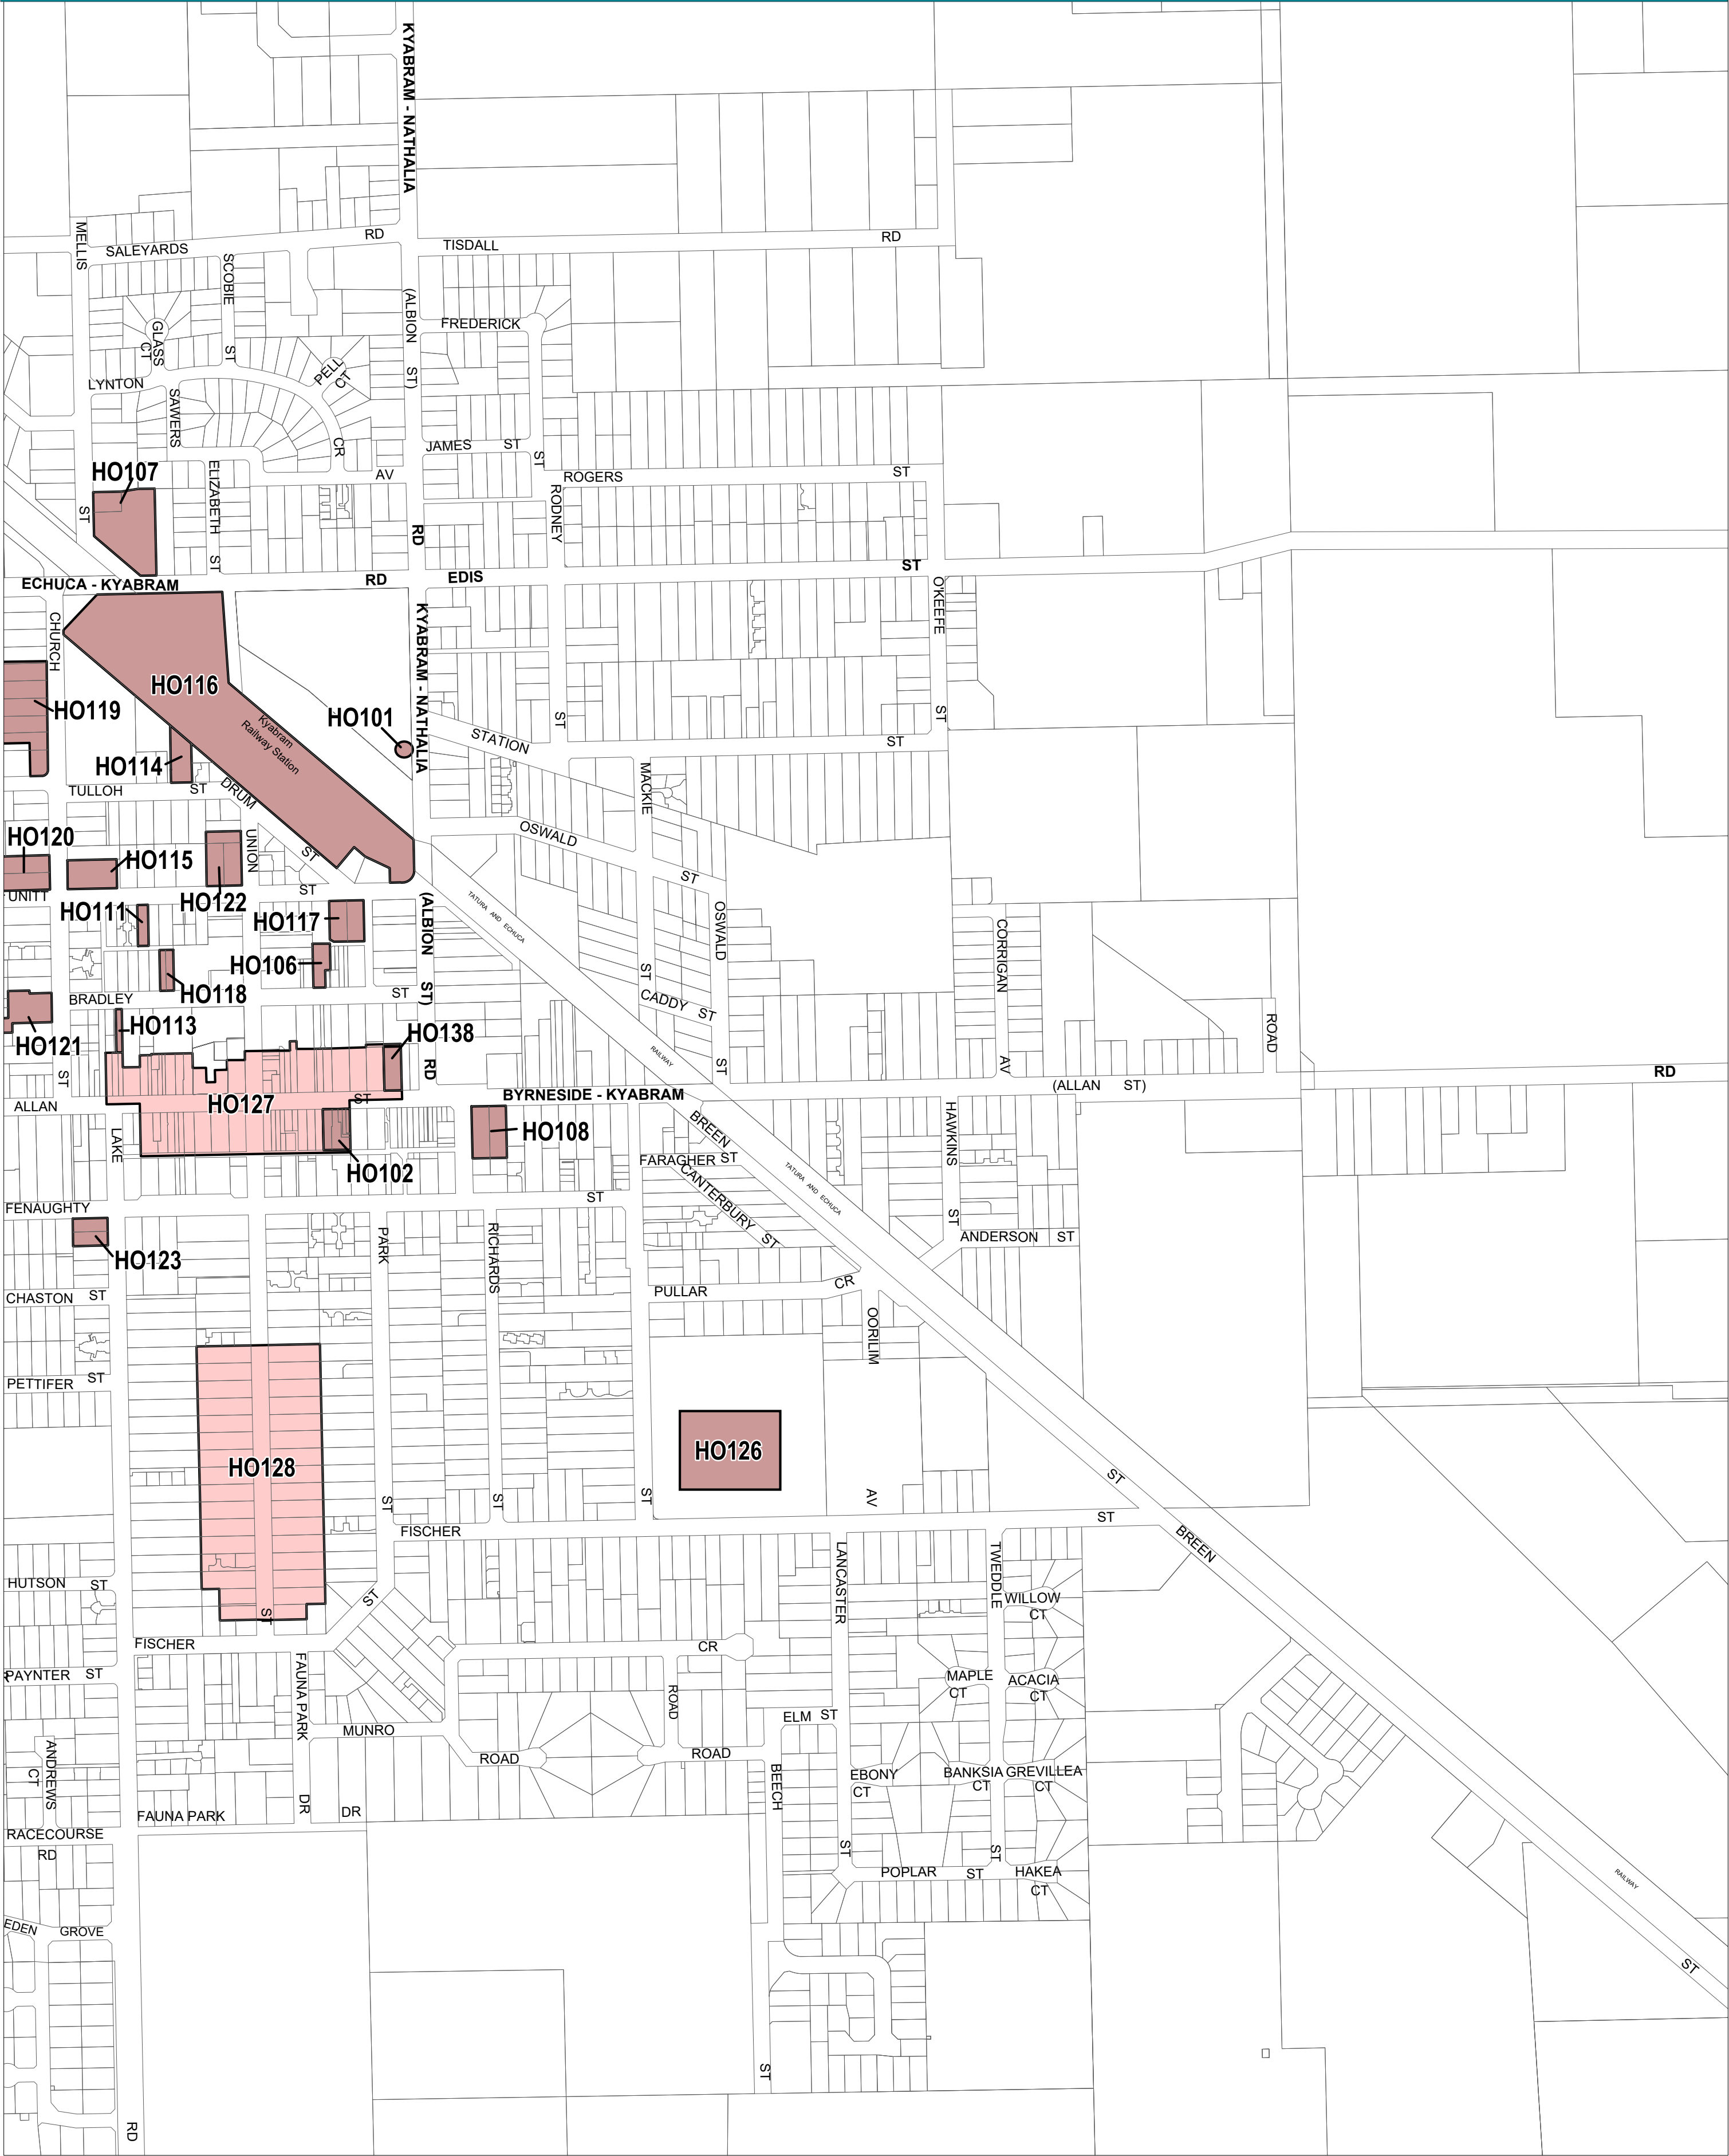 KYABRAM - NATHALIA
MELLIS
SALEYARDS
RD
TISDALL
RD
SCOBIE
ST
GLASS
CT
(ALBION
ST)
FREDERICK
PELL
CT
LYNTON
SAWERS
CR
AV
JAMES
ST
ST
ROGERS
ST
HO107
ST
ELIZABETH
ST
RD
RODNEY
ECHUCA - KYABRAM
RD
EDIS
ST
O'KEEFE
ST
CHURCH
KYABRAM - NATHALIA
HO116
Kyabram
Railway Station
HO119
HO101
STATION
ST
ST
HO114
TULLOH
ST
DRUM
ST
MACKIE
HO120
HO115
UNION
OSWALD
ST
UNITT
HO122
ST
HO111
HO117
(ALBION
ST)
TATURA AND ECHUCA
OSWALD
CORRIGAN
HO106
HO118
BRADLEY
ST
ST
CADDY
ST
HO113
HO121
HO138
RAILWAY
ROAD
ST
RD
ST
AV
(ALLAN
ST)
RD
ALLAN
HO127
ST
BYRNESIDE - KYABRAM
LAKE
HO108
BREEN
HAWKINS
HO102
FARAGHER
ST
CANTERBURY
ST
TATURA AND ECHUCA
FENAUGHTY
ST
ST
HO123
PARK
RICHARDS
ANDERSON
ST
CHASTON
ST
PULLAR
CR
OORILIM
PETTIFER
ST
HO126
HO128
ST
ST
ST
ST
AV
ST
FISCHER
BREEN
LANCASTER
TWEDDLE
HUTSON
ST
ST
ST
WILLOW
CT
FISCHER
CR
PAYNTER
ST
FAUNA PARK
ROAD
MAPLE
CT
ACACIA
CT
MUNRO
ELM
ST
ANDREWS
CT
ROAD
ROAD
BEECH
EBONY
CT
BANKSIA
CT
GREVILLEA
CT
FAUNA PARK
DR
DR
RACECOURSE
RD
ST
ST
POPLAR
ST
HAKEA
CT
RAILWAY
EDEN
GROVE
ST
ST
RD